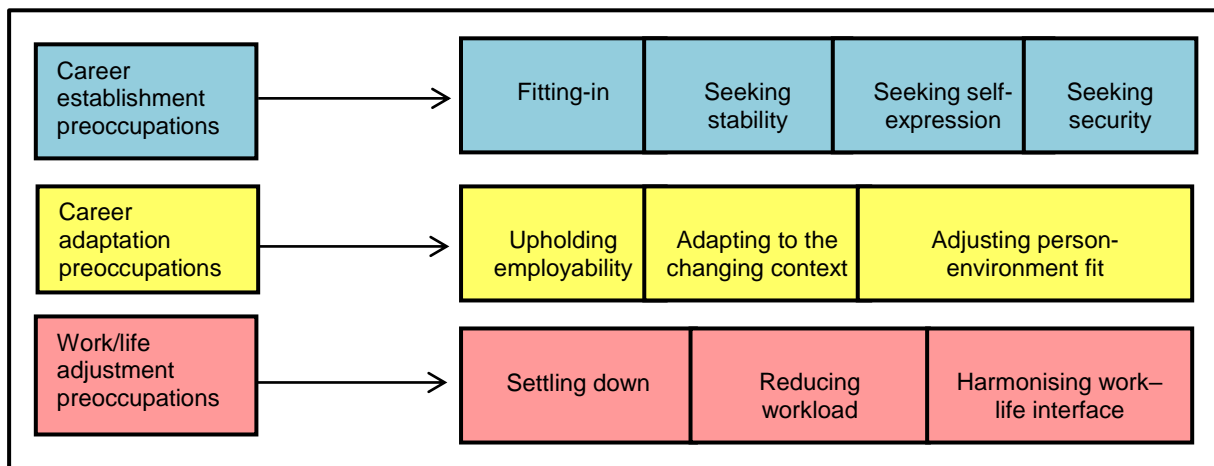 Career
establishment
preoccupations
Fitting-in
Seeking
stability
Seeking self-
expression
Seeking
security
Career
adaptation
preoccupations
Upholding
employability
Adapting to the
changing context
Adjusting person-
environment fit
Work/life
adjustment
preoccupations
Settling down
Reducing
workload
Harmonising work–
life interface